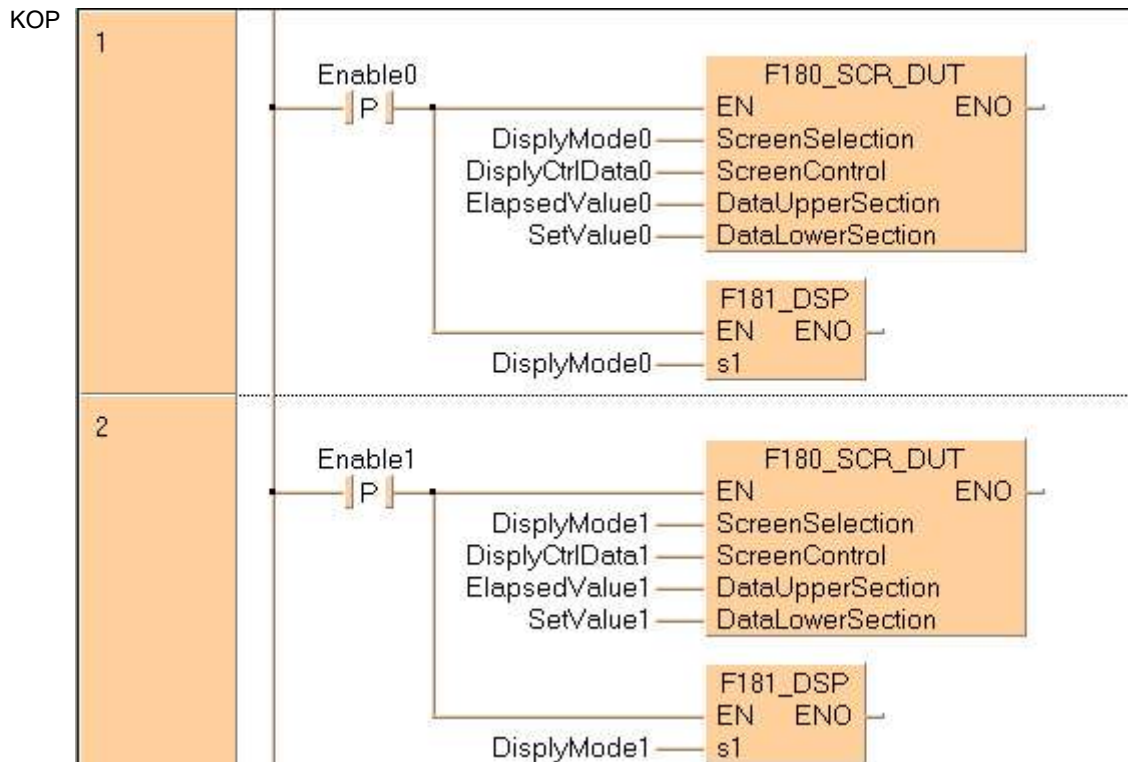 KOP
1
Enable0
P
F180_SCR_DUT
EN ENO
DisplyMode0 ScreenSelection
DisplyCtrlData0 ScreenControl
ElapsedValue0 DataUpperSection
SetValue0 DataLowerSection
F181_DSP
EN ENO
DisplyMode0 s1
2
Enable1
P
F180_SCR_DUT
EN ENO
DisplyMode1 ScreenSelection
DisplyCtrlData1 ScreenControl
ElapsedValue1 DataUpperSection
SetValue1 DataLowerSection
F181_DSP
EN ENO
DisplyMode1 s1